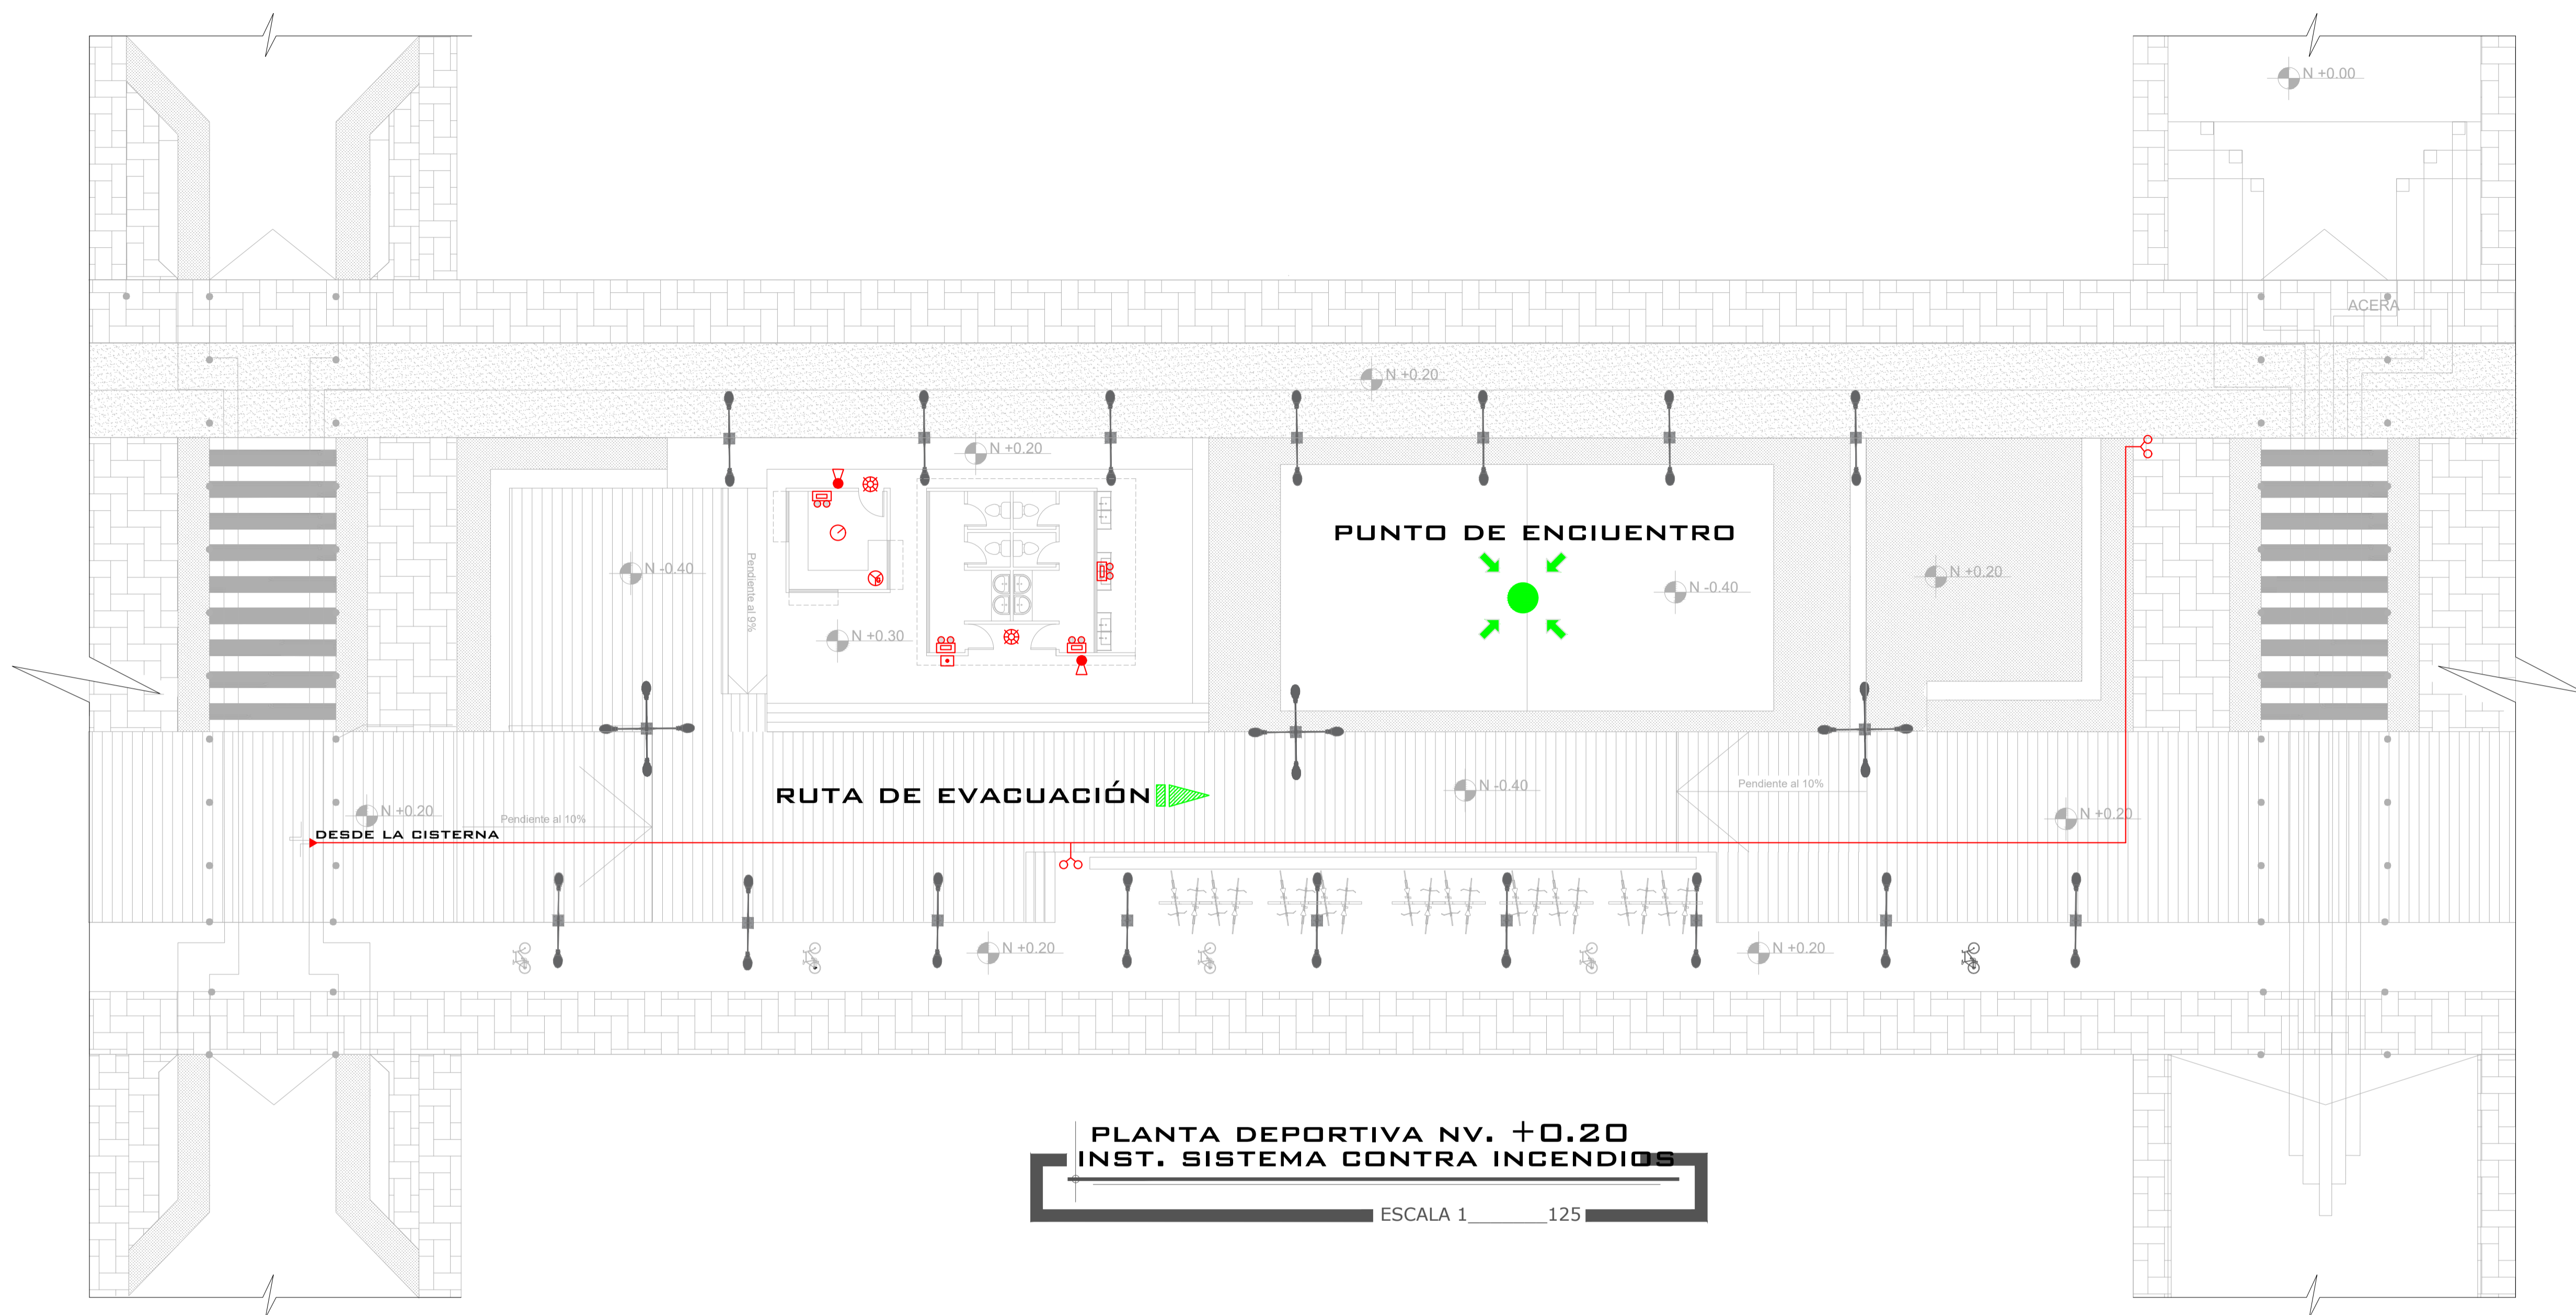 N +0.00
ACERA
N +0.20
N +0.20
PUNTO DE ENCIUENTRO
N -0.40
Pendiente al 9%
N -0.40
N +0.20
N +0.30
RUTA DE EVACUACIÓN
N -0.40
Pendiente al 10%
N +0.20
Pendiente al 10%
N +0.20
DESDE LA CISTERNA
N +0.20
N +0.20
PLANTA DEPORTIVA NV. +0.20
INST. SISTEMA CONTRA INCENDIOS
ESCALA 1________125